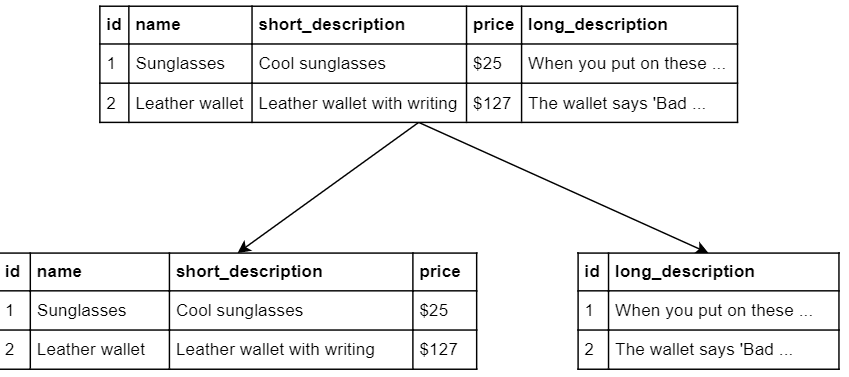 id name short_description price long_description
1 Sunglasses Cool sunglasses $25 When you put on these ...
2 Leather wallet Leather wallet with writing $127 The wallet says 'Bad ...
id name short_description price
1 Sunglasses Cool sunglasses $25
2 Leather wallet Leather wallet with writing $127
id long_description
1 When you put on these ...
2 The wallet says 'Bad ...